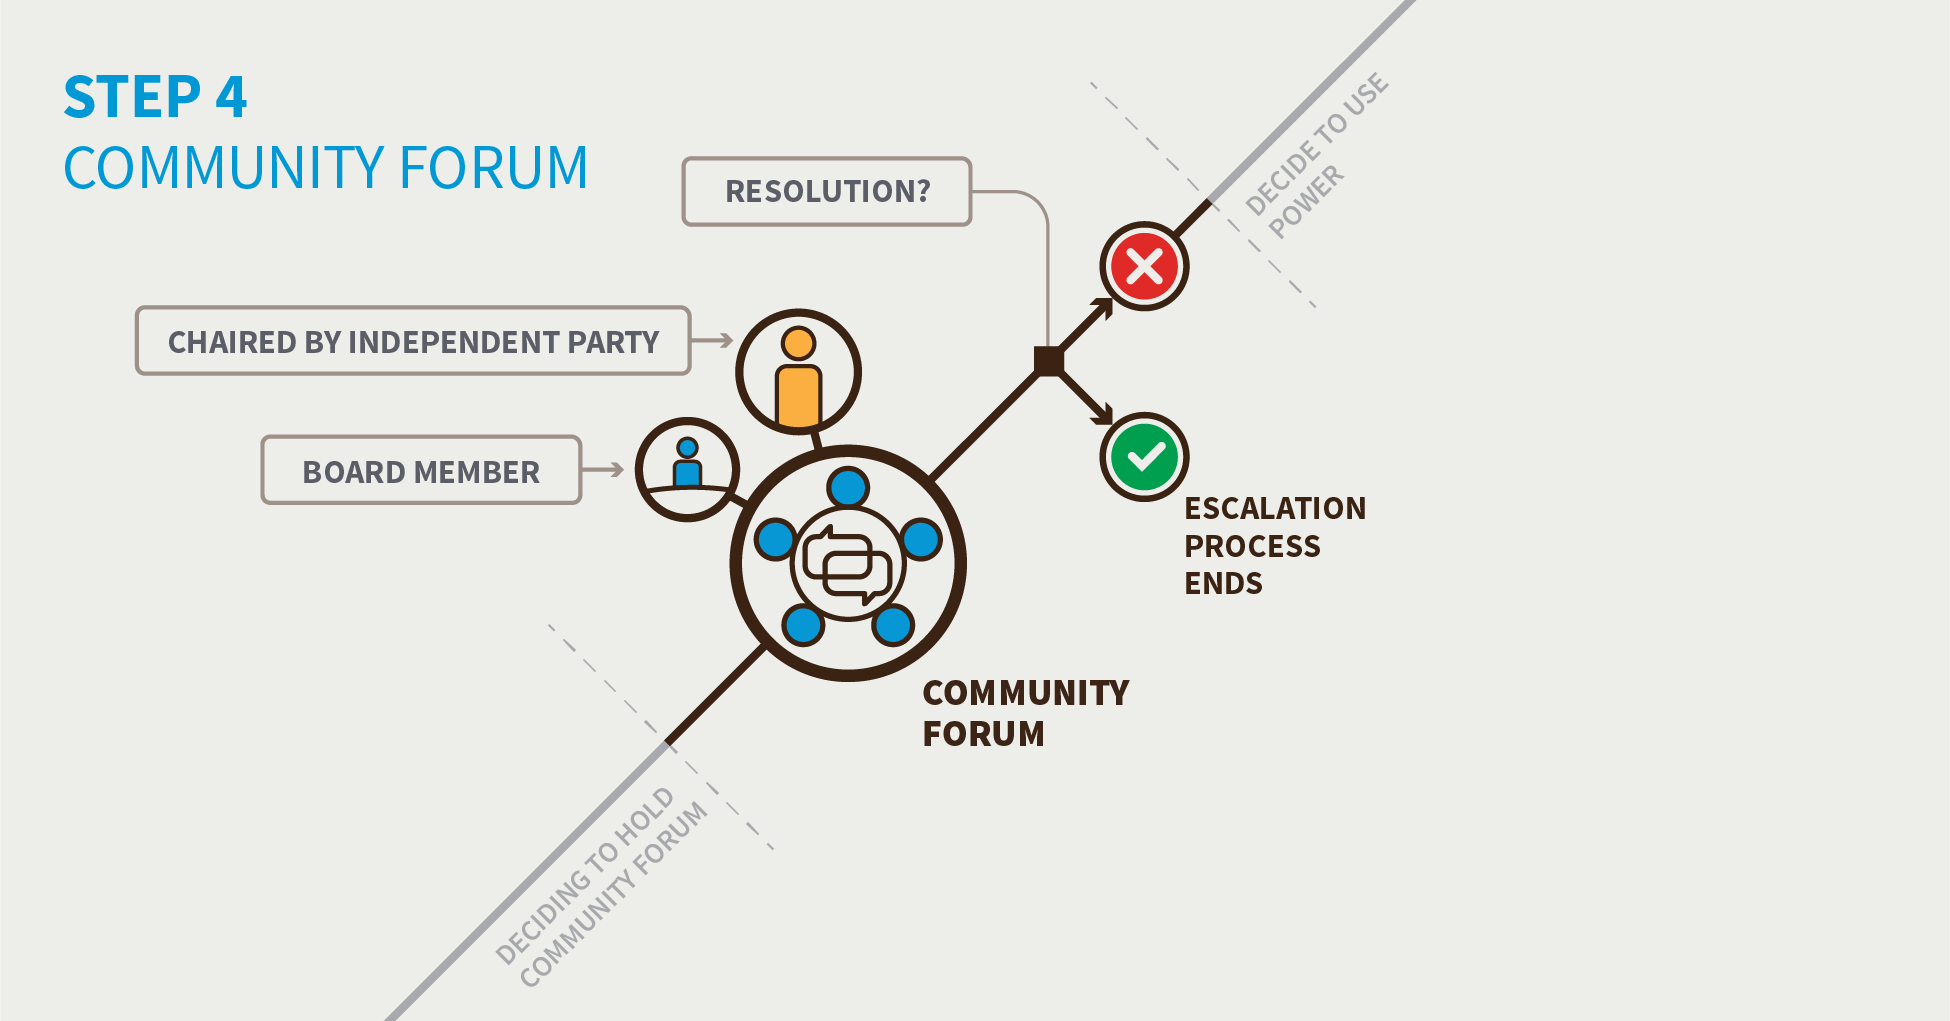 STEP 4
COMMUNITY FORUM
RESOLUTION?
CHAIRED BY INDEPENDENT PARTY
BOARD MEMBER
DECIDE TO USE
POWER
ESCALATION
PROCESS
ENDS
COMMUNITY
FORUM
DECIDING TO HOLD
COMMUNITY FORUM